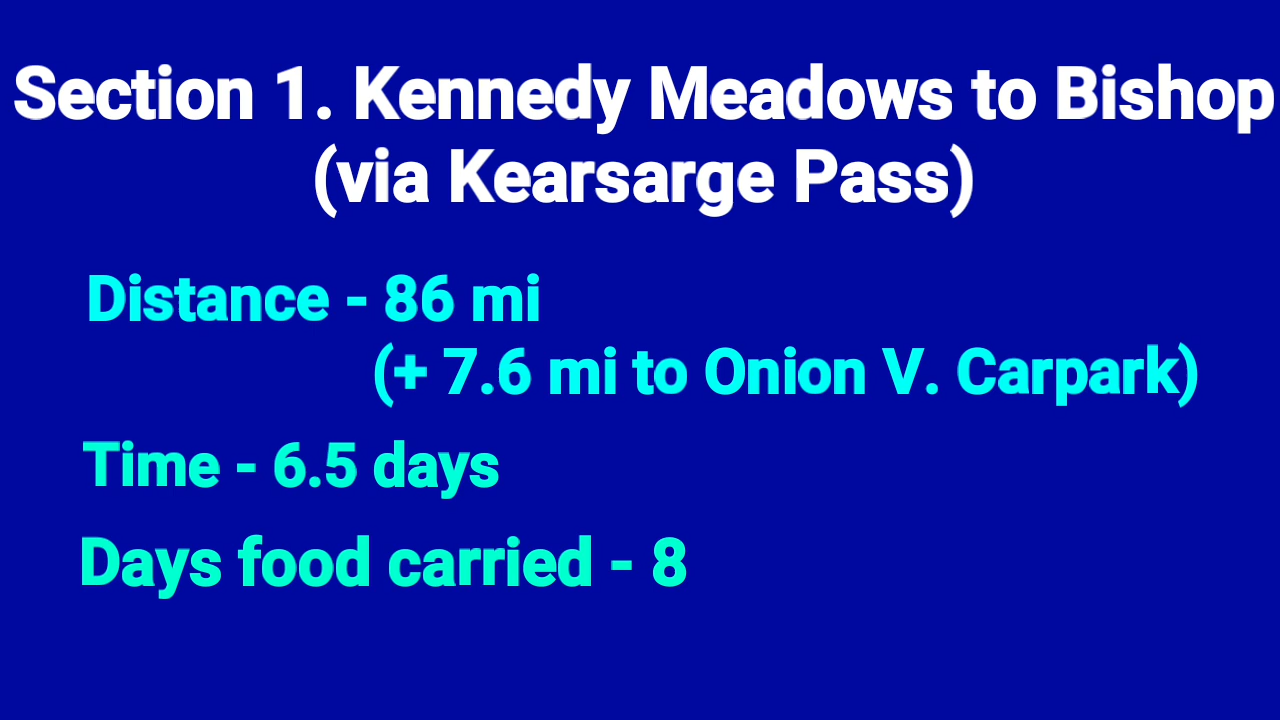 Section 1. Kennedy Meadows to Bishop
(via Kearsarge Pass)
Distance - 86 mi
(+ 7.6 mi to Onion V. Carpark)
Time - 6.5 days
Days food carried - 8